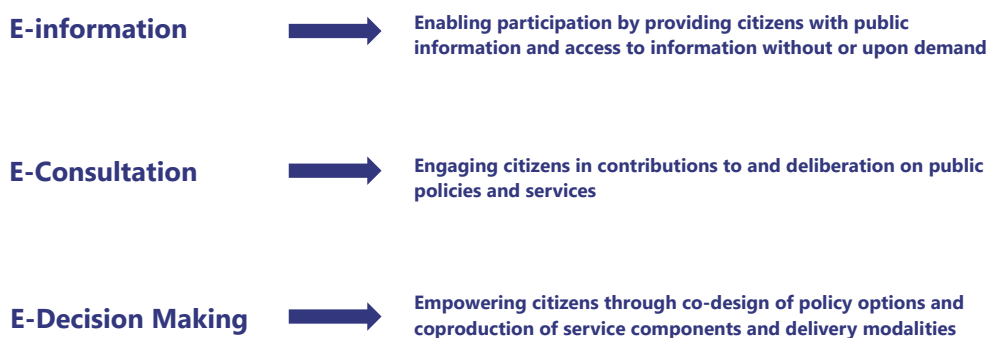 E-information
Enabling participation by providing citizens with public
information and access to information without or upon demand
E-Consultation
Engaging citizens in contributions to and deliberation on public
policies and services
E-Decision Making
Empowering citizens through co-design of policy options and
coproduction of service components and delivery modalities